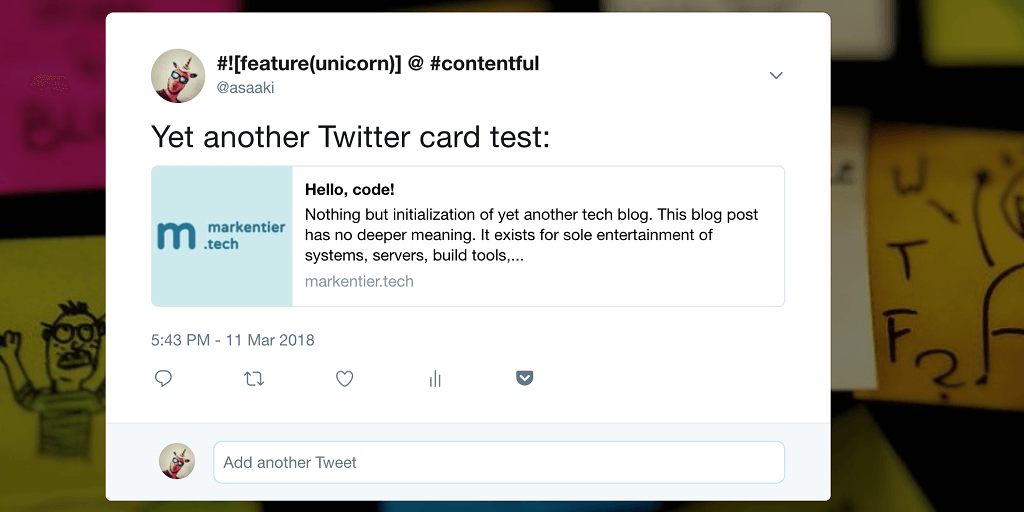 #![feature(unicorn)] @ #contentful
@asaaki
Yet another Twitter card test:
m markentier
.tech
Hello, code!
Nothing but initialization of yet another tech blog. This blog post
has no deeper meaning. It exists for sole entertainment of
systems, servers, build tools,...
markentier.tech
5:43 PM - 11 Mar 2018
Add another Tweet
W
T
F?